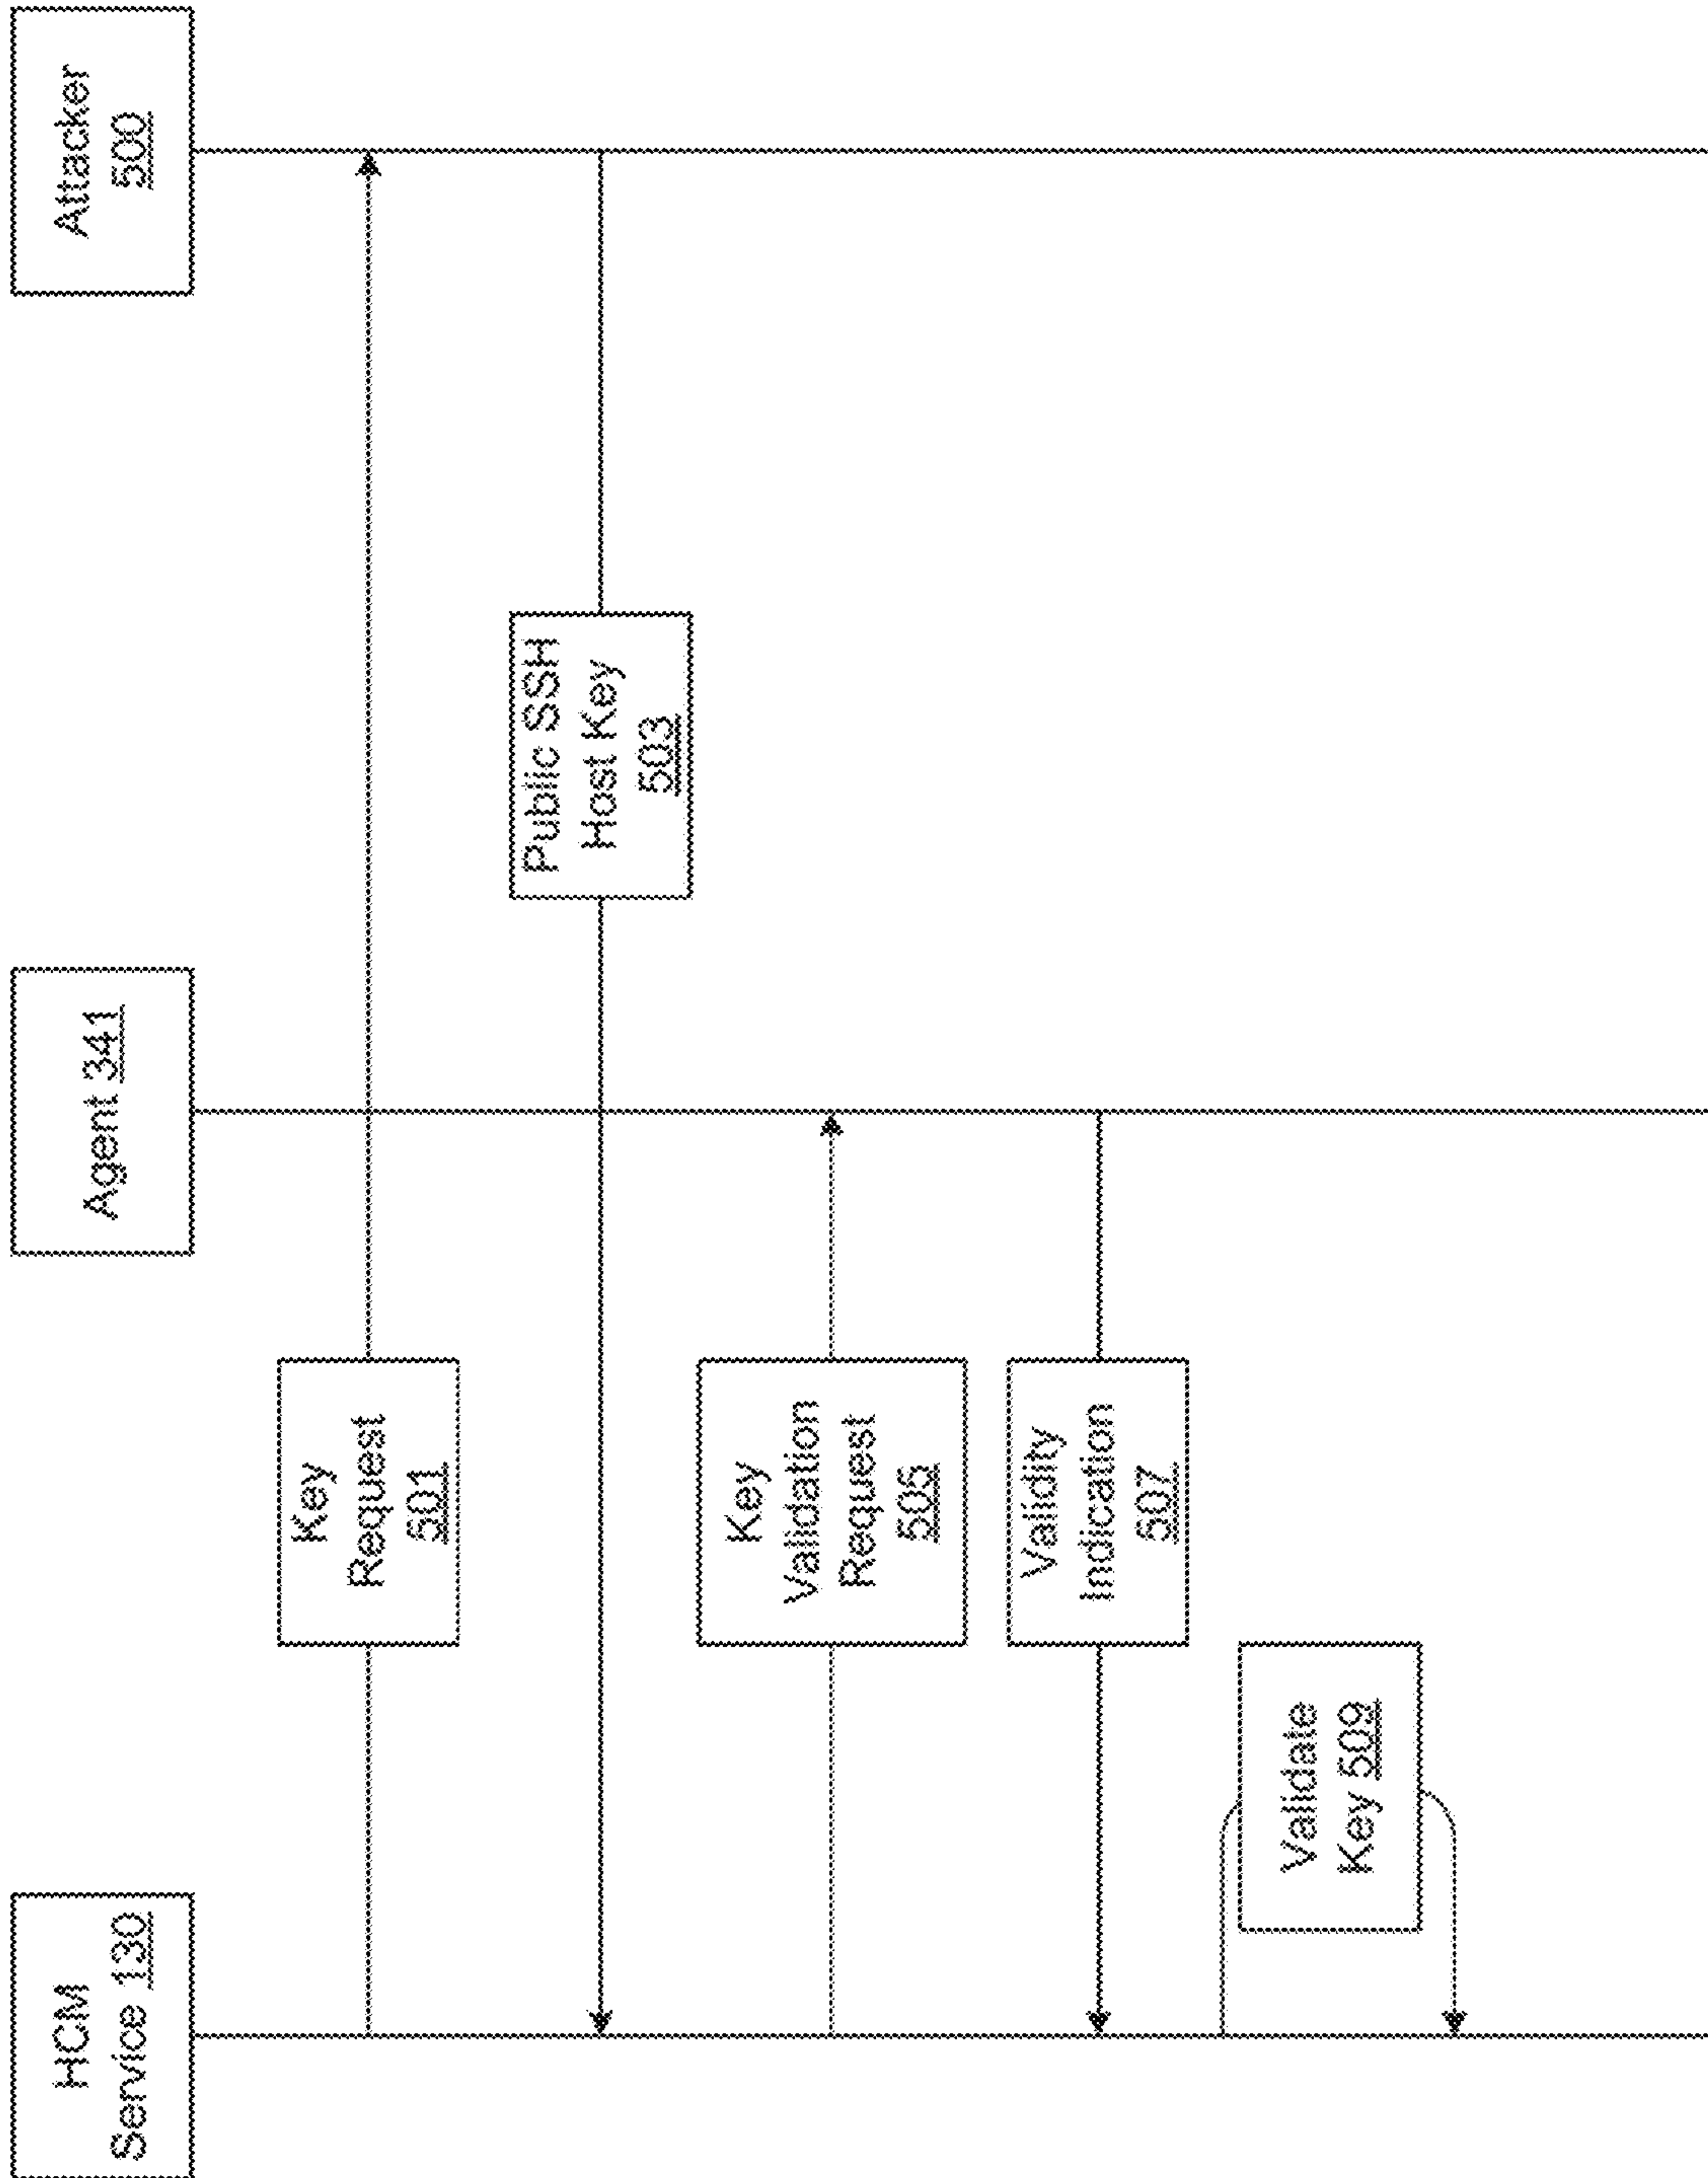 HCM
Service 130
Agent 341
Attacker
500
Key
Request
501
Public SSH
Host Key
503
Key
Validation
Request
505
Validity
Indication
507
Validate
Key 509